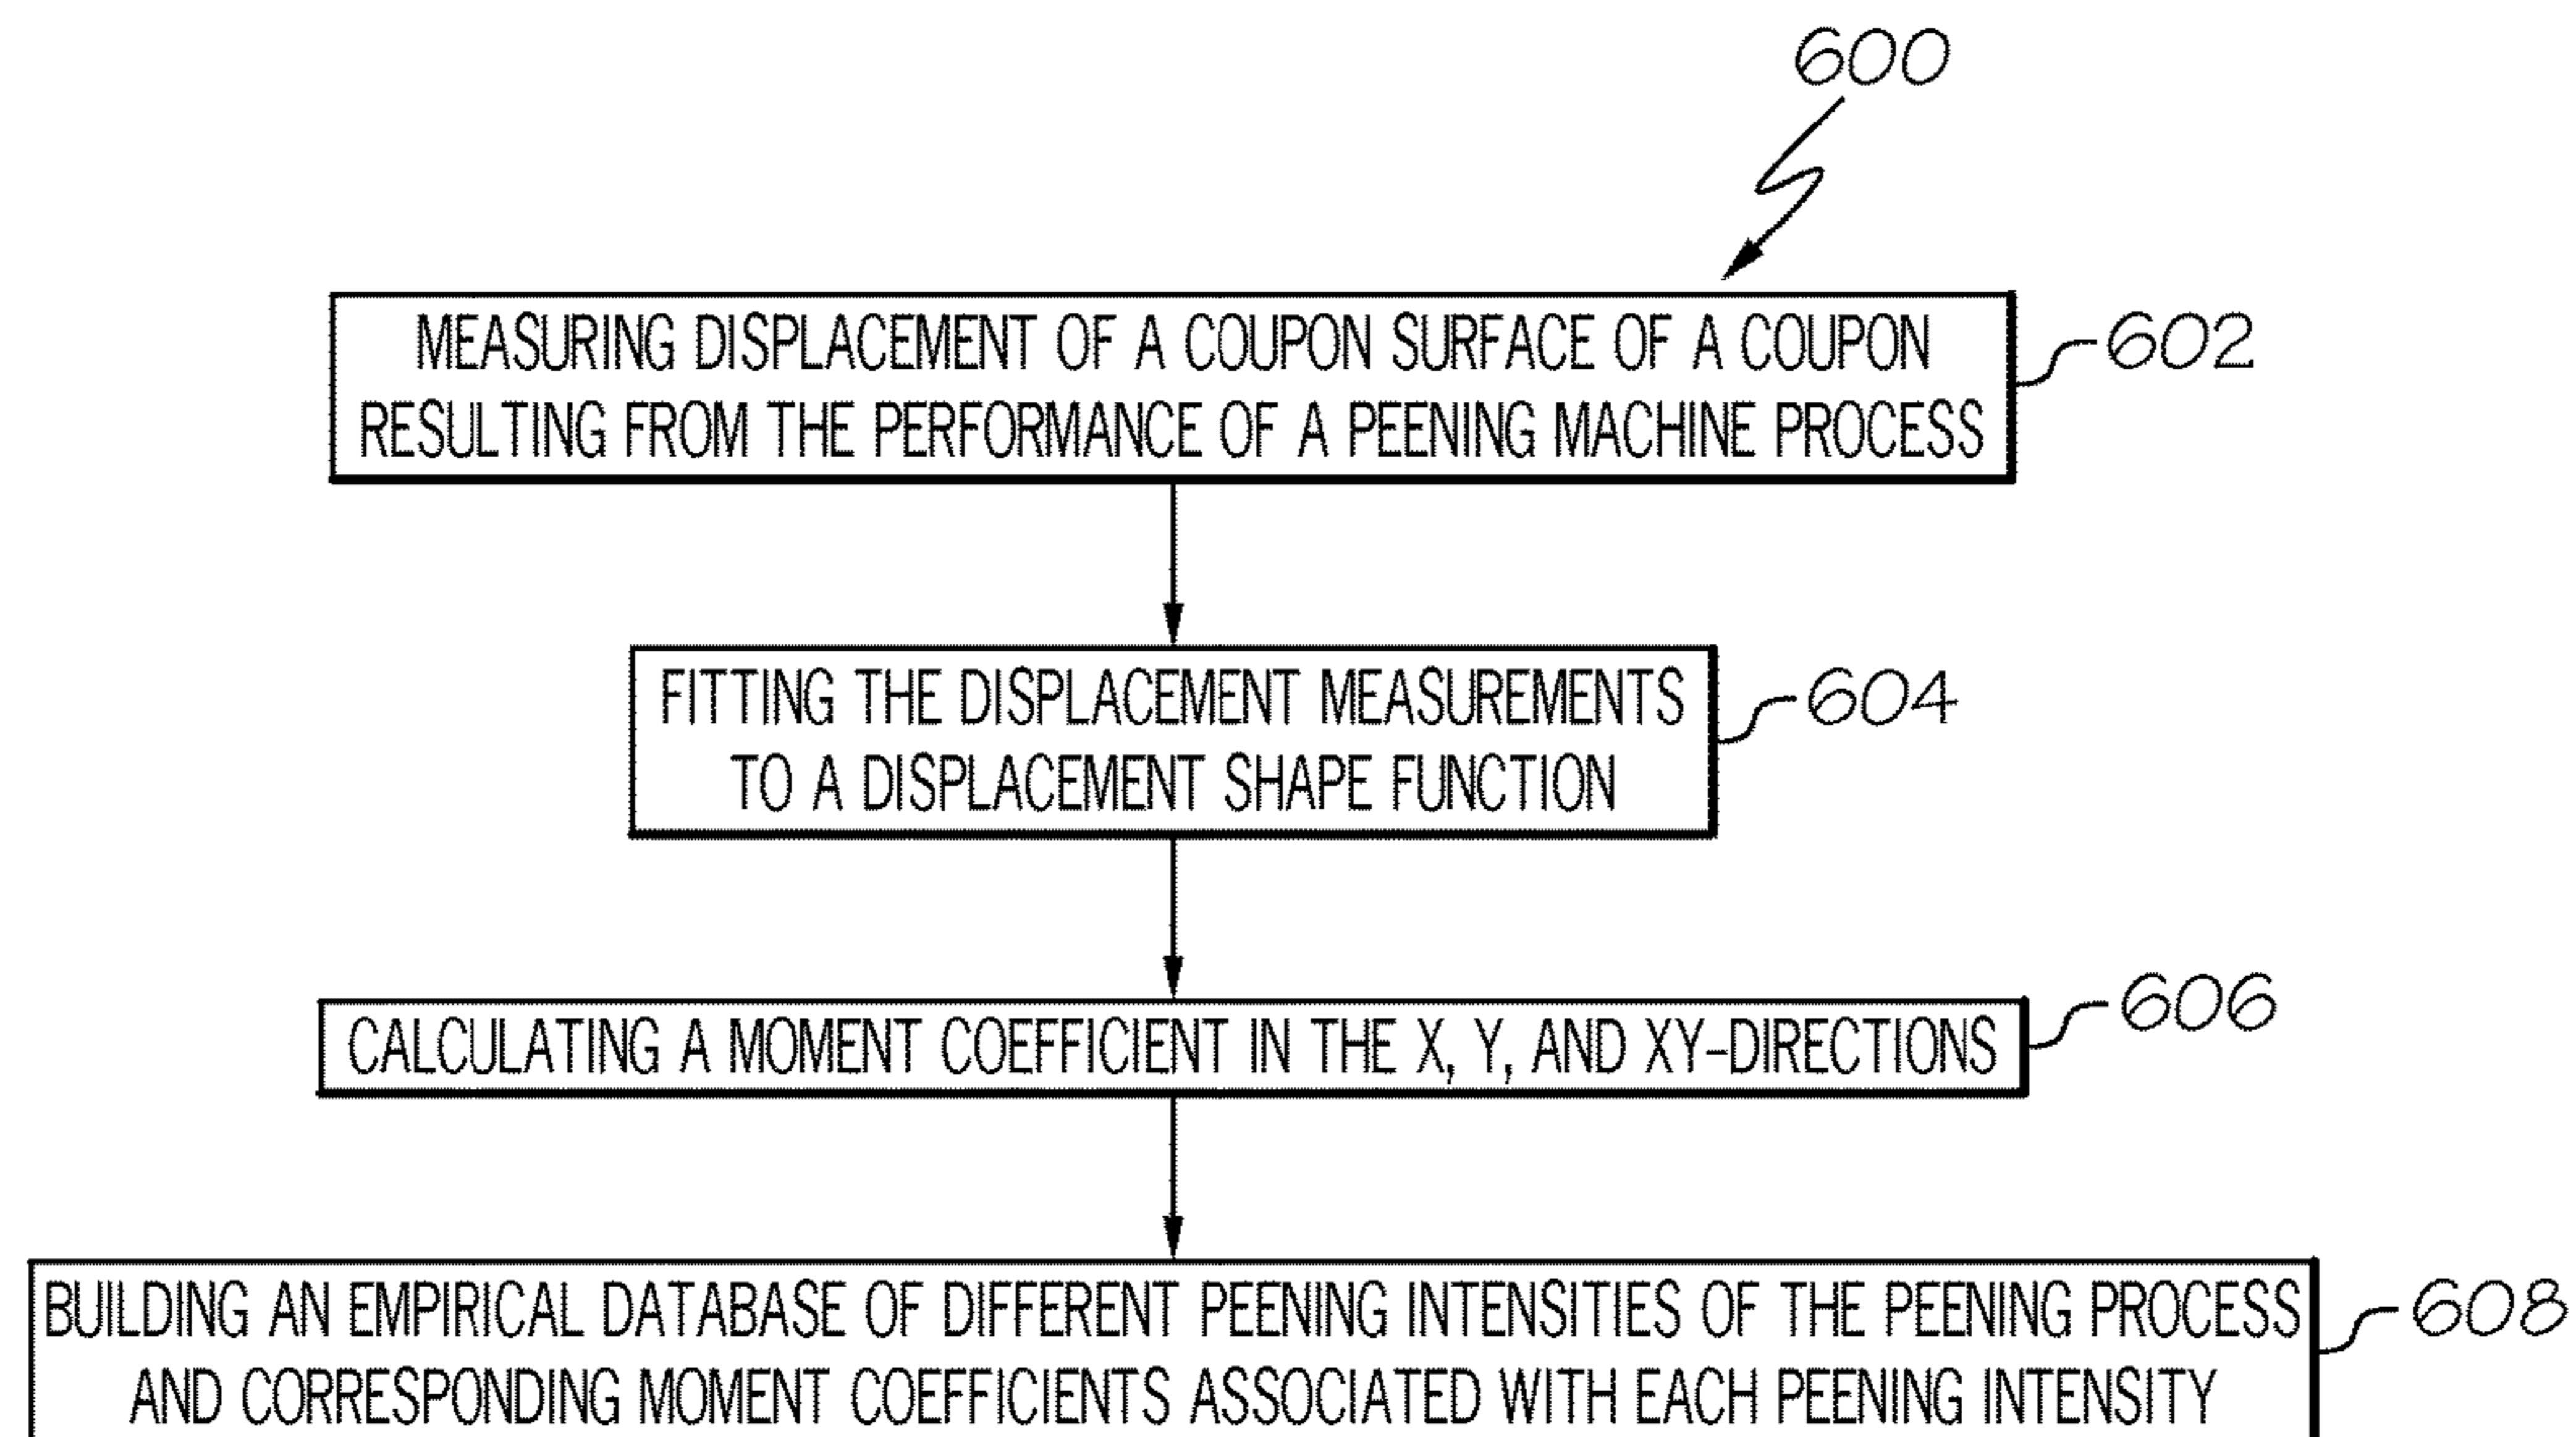 600
MEASURING DISPLACEMENT OF A COUPON SURFACE OF A COUPON
RESULTING FROM THE PERFORMANCE OF A PEENING MACHINE PROCESS
602
FITTING THE DISPLACEMENT MEASUREMENTS
TO A DISPLACEMENT SHAPE FUNCTION
604
CALCULATING A MOMENT COEFFICIENT IN THE X, Y, AND XY-DIRECTIONS
606
BUILDING AN EMPIRICAL DATABASE OF DIFFERENT PEENING INTENSITIES OF THE PEENING PROCESS
AND CORRESPONDING MOMENT COEFFICIENTS ASSOCIATED WITH EACH PEENING INTENSITY
608